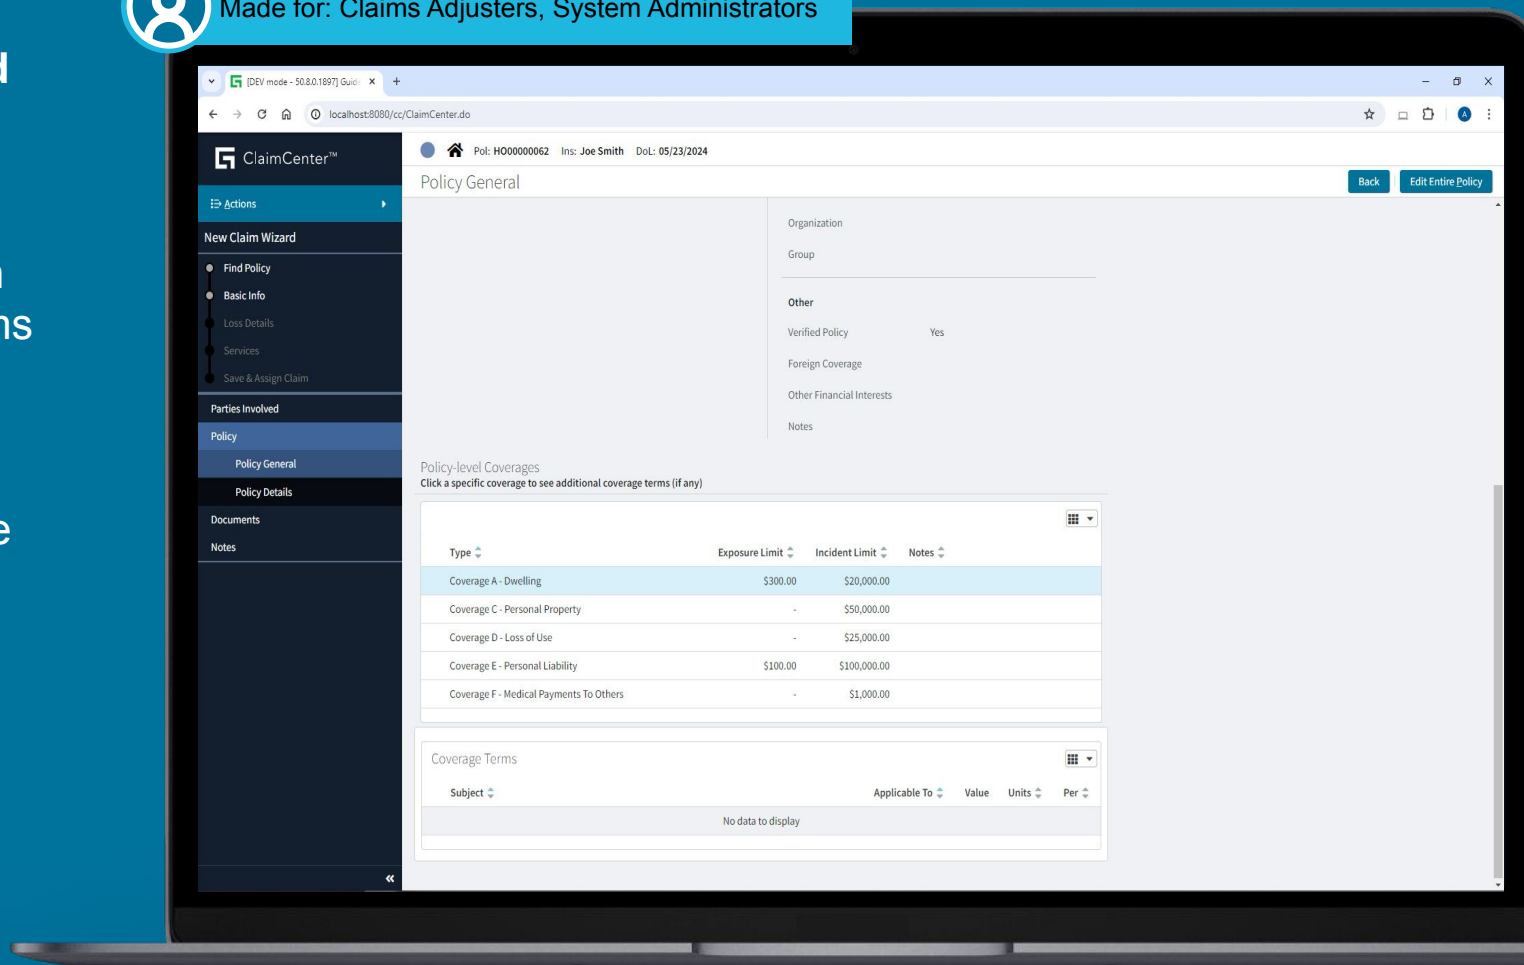 Made for: Claims Adjusters, System Administrators
[DEV mode - 50.8.0.1897] Guide
localhost:8080/cc/ClaimCenter.do
A
ClaimCenter™
Pol: HO00000062 Ins: Joe Smith DoL: 05/23/2024
Policy General
Back
Edit Entire Policy
Actions
New Claim Wizard
Find Policy
Basic Info
Loss Details
Services
Save & Assign Claim
Parties Involved
Policy
Policy General
Policy Details
Documents
Notes
Organization
Group
Other
Verified Policy Yes
Foreign Coverage
Other Financial Interests
Notes
Policy-level Coverages
Click a specific coverage to see additional coverage terms (if any)
Type Exposure Limit Incident Limit Notes
Coverage A - Dwelling $300.00 $20,000.00
Coverage C - Personal Property - $50,000.00
Coverage D - Loss of Use - $25,000.00
Coverage E - Personal Liability $100.00 $100,000.00
Coverage F - Medical Payments To Others - $1,000.00
Coverage Terms
Subject Applicable To Value Units Per
No data to display